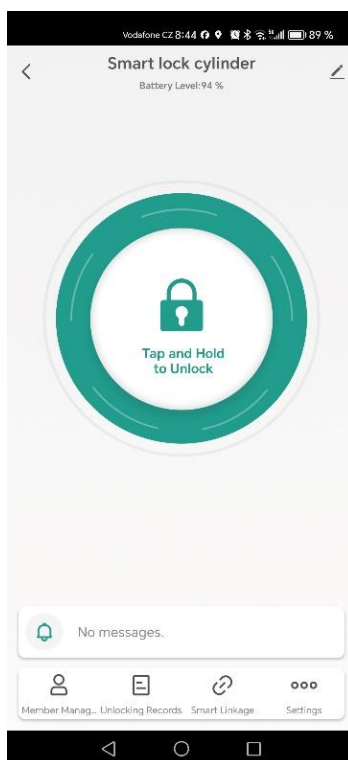 Vodafone CZ 8:44 89 %
Smart lock cylinder
Battery Level:94 %
Tap and Hold
to Unlock
No messages.
Member Manag... Unlocking Records Smart Linkage Settings